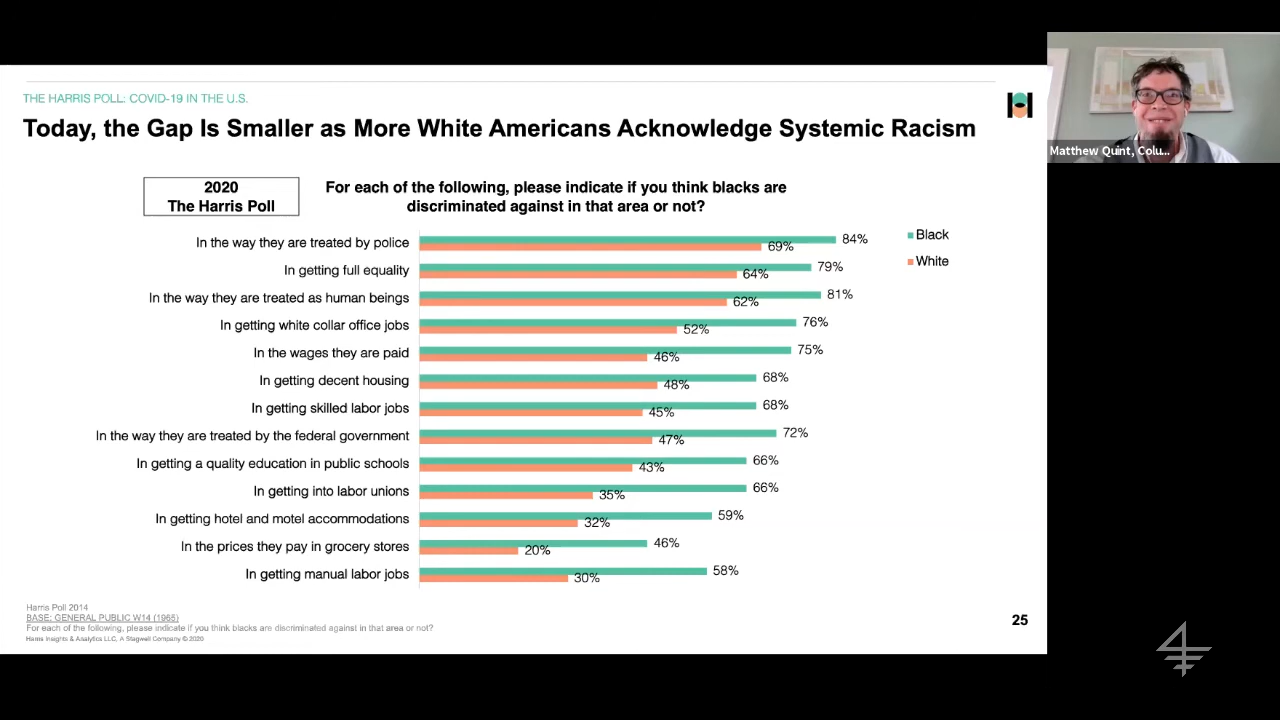 THE HARRIS POLL: COVID-19 IN THE U.S.
Today, the Gap Is Smaller as More White Americans Acknowledge Systemic Racism
Matthew Quint, Colu...
2020
The Harris Poll
For each of the following, please indicate if you think blacks are
discriminated against in that area or not?
Black
White
In the way they are treated by police 84% 69%
In getting full equality 79% 64%
In the way they are treated as human beings 81% 62%
In getting white collar office jobs 76% 52%
In the wages they are paid 75% 46%
In getting decent housing 68% 48%
In getting skilled labor jobs 68% 45%
In the way they are treated by the federal government 72% 47%
In getting a quality education in public schools 66% 43%
In getting into labor unions 66% 35%
In getting hotel and motel accommodations 59% 32%
In the prices they pay in grocery stores 46% 20%
In getting manual labor jobs 58% 30%
Harris Poll 2014
BASE: GENERAL PUBLIC W14 (1965)
For each of the following, please indicate if you think blacks are discriminated against in that area or not?
Harris Insights & Analytics LLC, A Stagwell Company © 2020
25